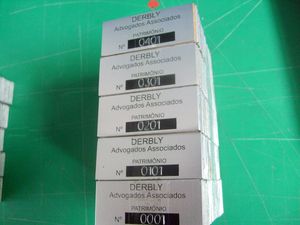 DERBLY
Advogados Associados
PATRIMÔNIO
Nº 0401
DERBLY
Advogados Associados
PATRIMÔNIO
Nº 0301
DERBLY
Advogados Associados
PATRIMÔNIO
Nº 0201
DERBLY
Advogados Associados
PATRIMÔNIO
Nº 0101
DERBLY
Advogados Associados
PATRIMÔNIO
Nº 0001